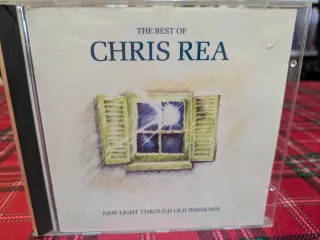 THE BEST OF
CHRIS REA
NEW LIGHT THROUGH OLD WINDOWS